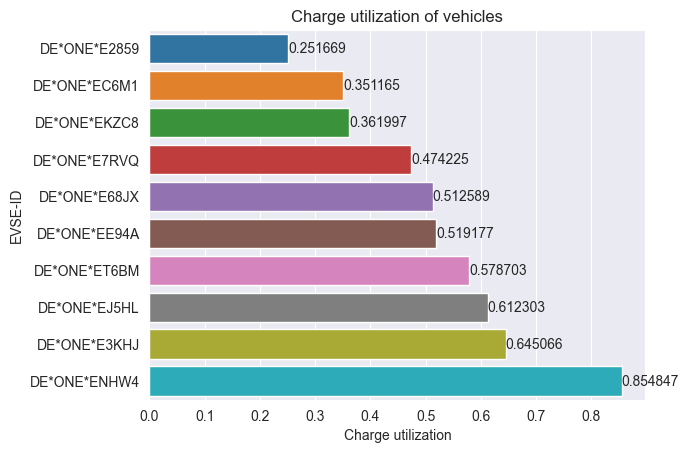 Charge utilization of vehicles
EVSE-ID
DE*ONE*E2859 0.251669
DE*ONE*EC6M1 0.351165
DE*ONE*EKZC8 0.361997
DE*ONE*E7RVQ 0.474225
DE*ONE*E68JX 0.512589
DE*ONE*EE94A 0.519177
DE*ONE*ET6BM 0.578703
DE*ONE*EJ5HL 0.612303
DE*ONE*E3KHJ 0.645066
DE*ONE*ENHW4 0.854847
0.0 0.1 0.2 0.3 0.4 0.5 0.6 0.7 0.8
Charge utilization